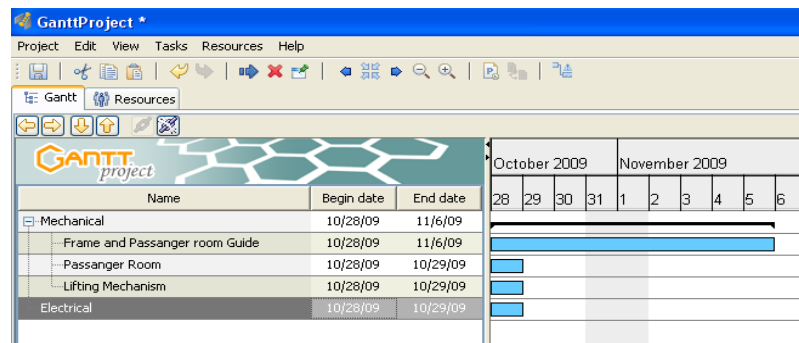 GanttProject *
Project Edit View Tasks Resources Help
Gantt Resources
GANTT project
October 2009 November 2009
Name Begin date End date 28 29 30 31 1 2 3 4 5 6
Mechanical 10/28/09 11/6/09
Frame and Passanger room Guide 10/28/09 11/6/09
Passanger Room 10/28/09 10/29/09
Lifting Mechanism 10/28/09 10/29/09
Electrical 10/28/09 10/29/09